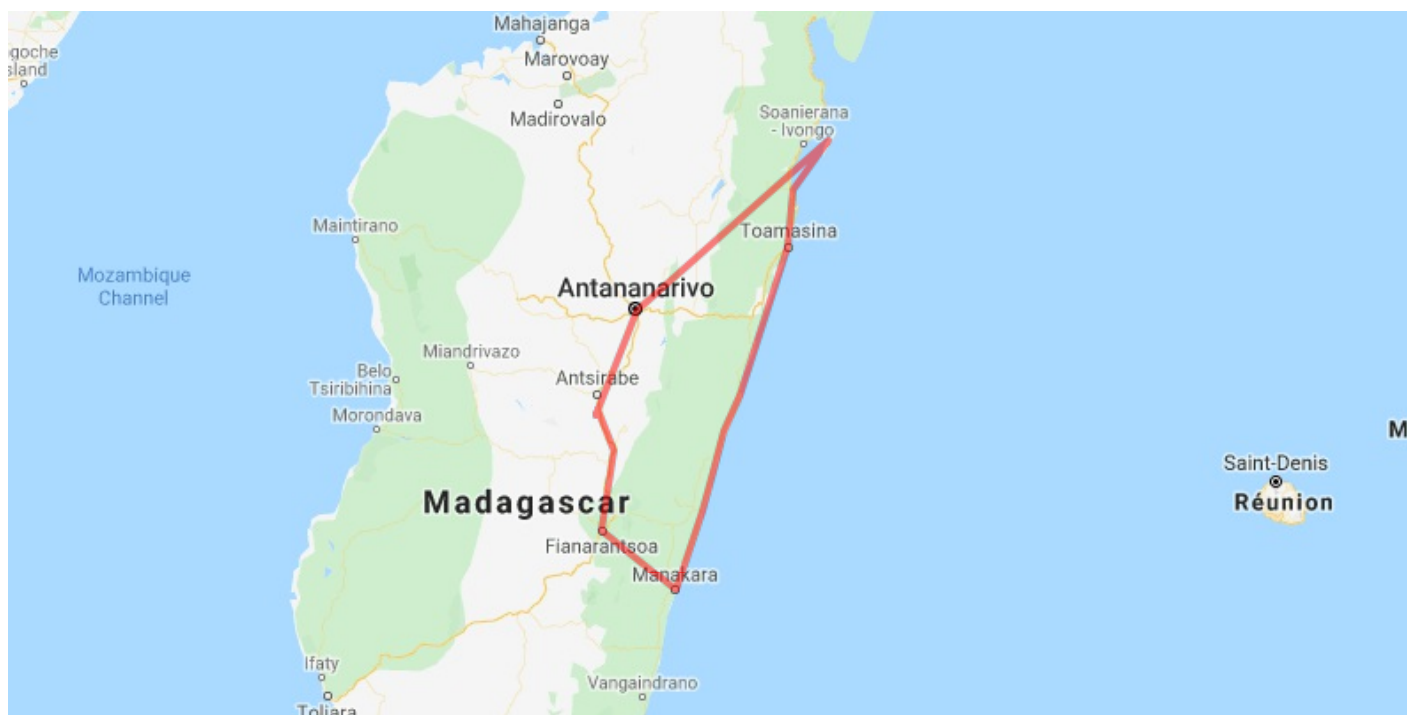 Mahajanga
Marovoay
Madirovalo
Soanierana
- Ivongo
Maintirano
Toamasina
Mozambique
Channel
Antananarivo
Miandrivazo
Antsirabe
Belo
Tsiribihina
Morondava
M
Saint-Denis
Réunion
Madagascar
Fianarantsoa
Manakara
Ifaty
Vangaindrano
Toliara